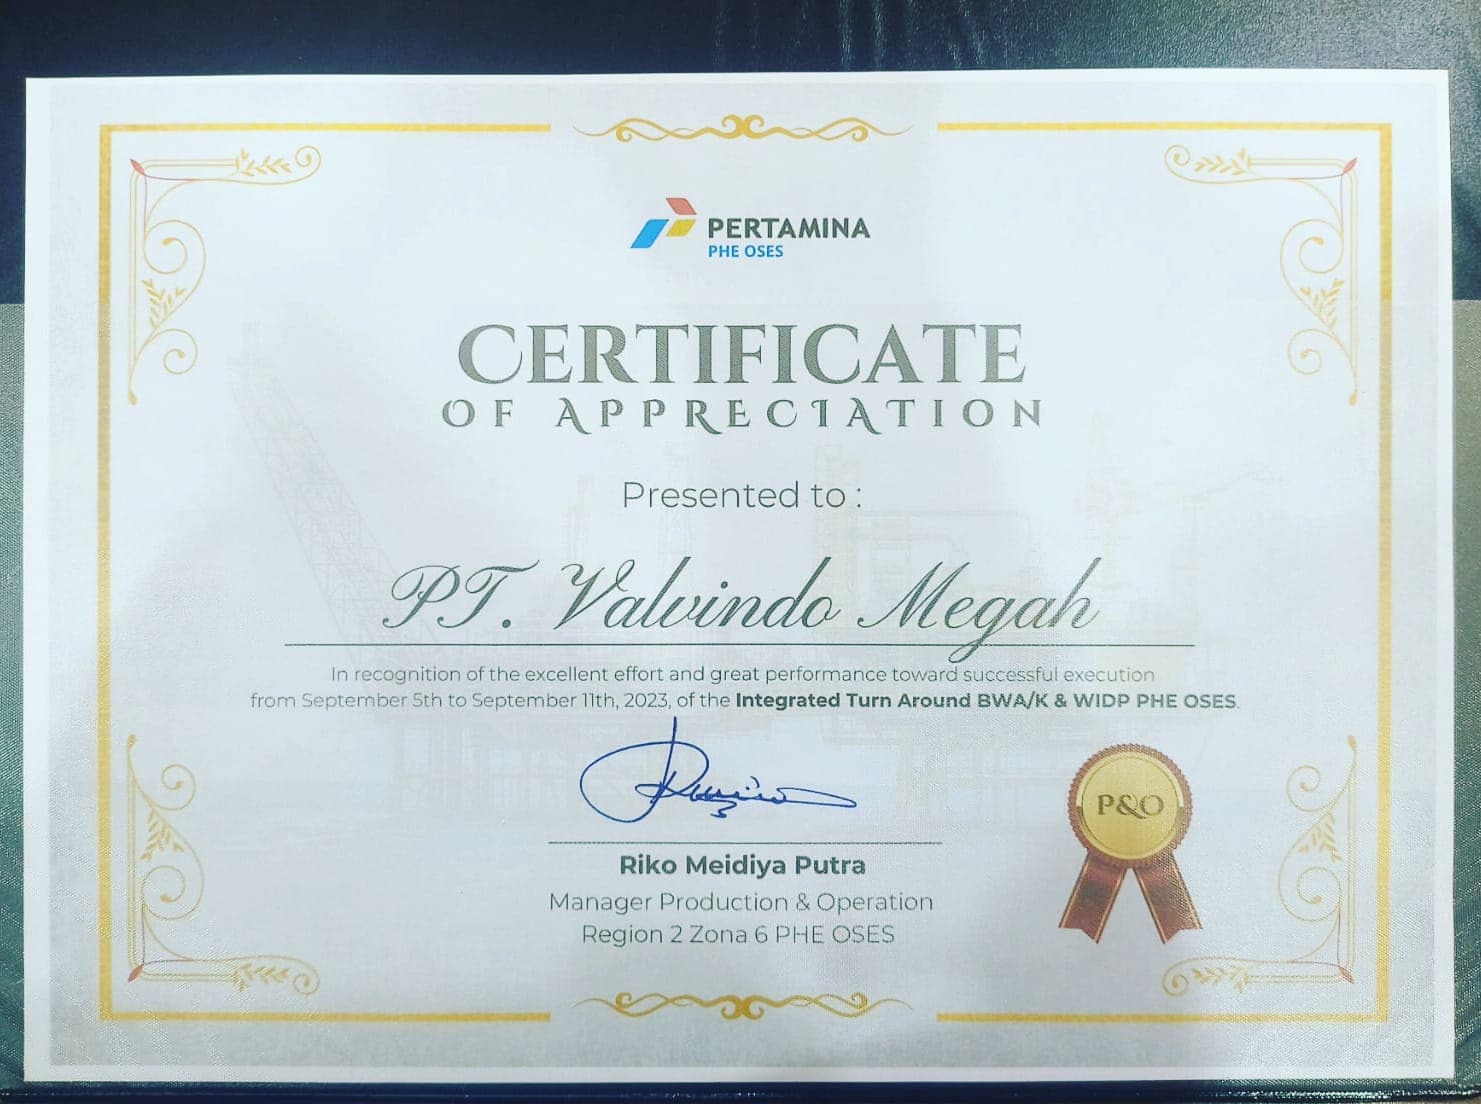 PERTAMINA
PHE OSES
CERTIFICATE
OF APPRECIATION
Presented to :
PT. Valvindo Megah
In recognition of the excellent effort and great performance toward successful execution
from September 5th to September 11th, 2023, of the Integrated Turn Around BWA/K & WIDP PHE OSES.
P&O
Riko Meidiya Putra
Manager Production & Operation
Region 2 Zona 6 PHE OSES